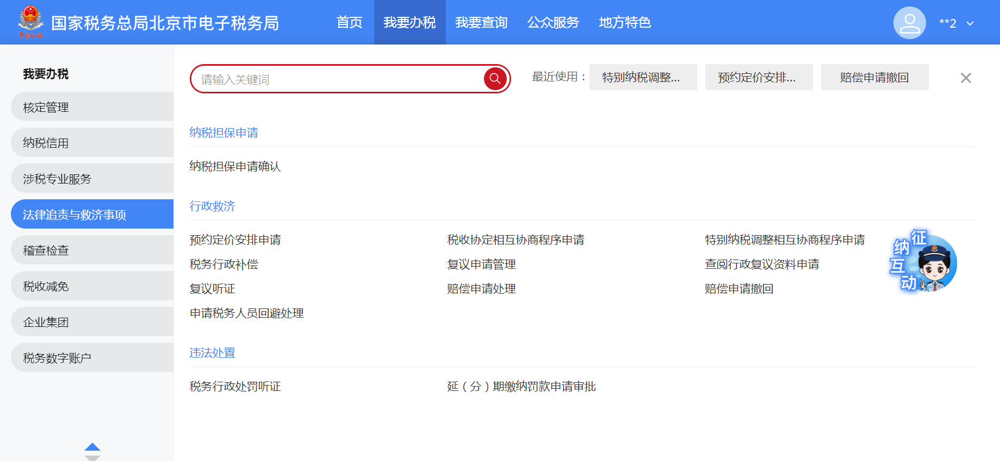 国家税务总局北京市电子税务局
首页
我要办税
我要查询
公众服务
地方特色
**2
我要办税
核定管理
纳税信用
涉税专业服务
法律追责与救济事项
稽查检查
税收减免
企业集团
税务数字账户
请输入关键词
最近使用：
特别纳税调整...
预约定价安排...
赔偿申请撤回
纳税担保申请
纳税担保申请确认
行政救济
预约定价安排申请
税收协定相互协商程序申请
特别纳税调整相互协商程序申请
税务行政补偿
复议申请管理
查阅行政复议资料申请
复议听证
赔偿申请处理
赔偿申请撤回
申请税务人员回避处理
征纳互动
违法处置
税务行政处罚听证
延（分）期缴纳罚款申请审批